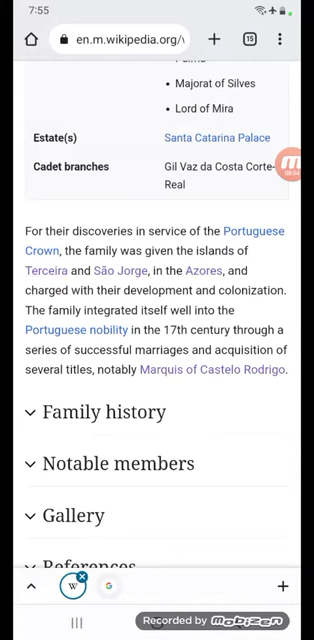 7:55
en.m.wikipedia.org/
15
• Majorat of Silves
• Lord of Mira
Estate(s) Santa Catarina Palace
Cadet branches Gil Vaz da Costa Corte-
Real
For their discoveries in service of the Portuguese
Crown, the family was given the islands of
Terceira and São Jorge, in the Azores, and
charged with their development and colonization.
The family integrated itself well into the
Portuguese nobility in the 17th century through a
series of successful marriages and acquisition of
several titles, notably Marquis of Castelo Rodrigo.
Family history
Notable members
Gallery
References
W G
Recorded by mobizen